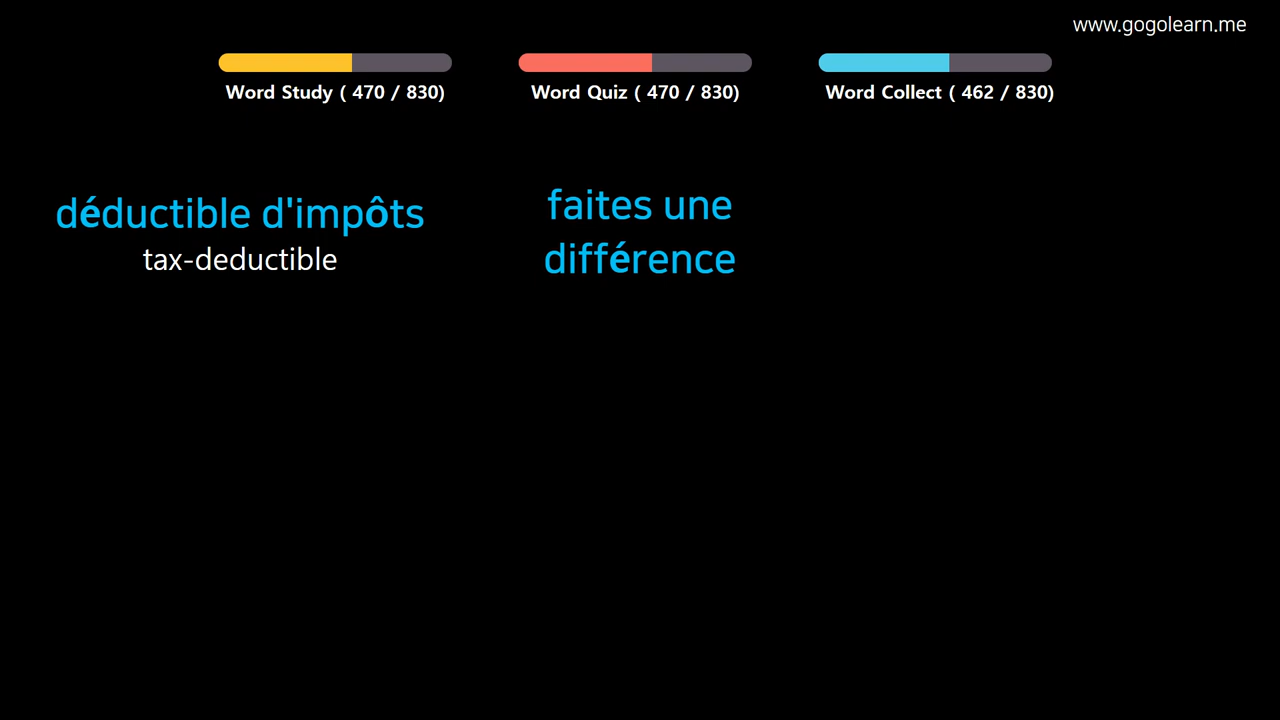 www.gogolearn.me
Word Study ( 470 / 830)
Word Quiz ( 470 / 830)
Word Collect ( 462 / 830)
déductible d'impôts
tax-deductible
faites une
différence